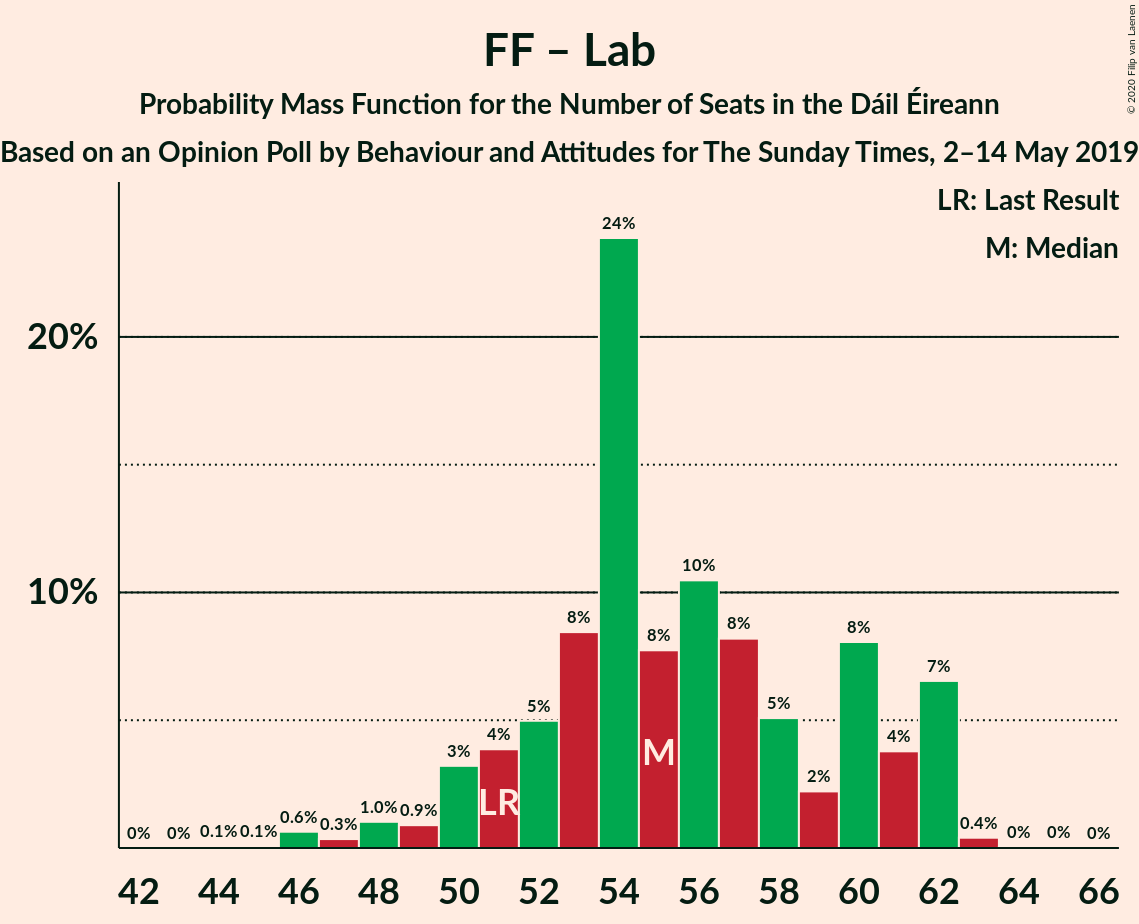 © 2020 Filip van Laenen
FF – Lab
Probability Mass Function for the Number of Seats in the Dáil Éireann
Based on an Opinion Poll by Behaviour and Attitudes for The Sunday Times, 2–14 May 2019
LR: Last Result
M: Median
20%
10%
0% 0% 0.1% 0.1% 0.6% 0.3% 1.0% 0.9% 3% 4% 5% 8% 24% 8% 10% 8% 5% 2% 8% 4% 7% 0.4% 0% 0% 0%
M
LR
42 44 46 48 50 52 54 56 58 60 62 64 66